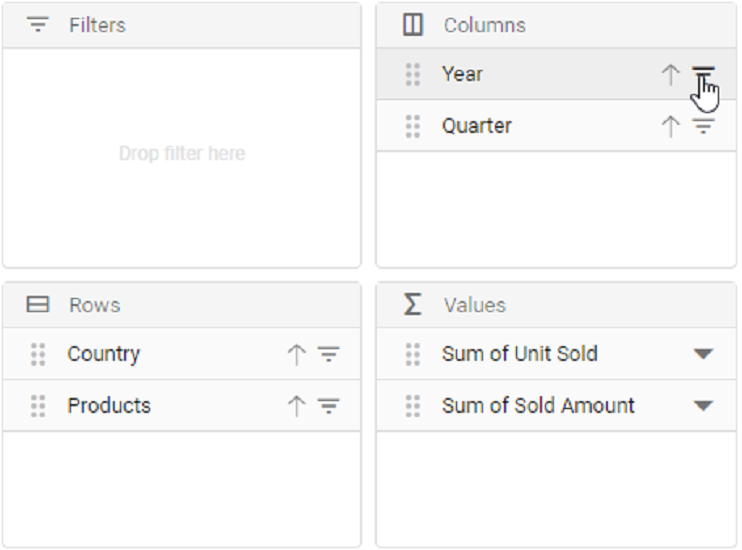 Filters
Drop filter here
Columns
Year
Quarter
Rows
Country
Products
Values
Sum of Unit Sold
Sum of Sold Amount